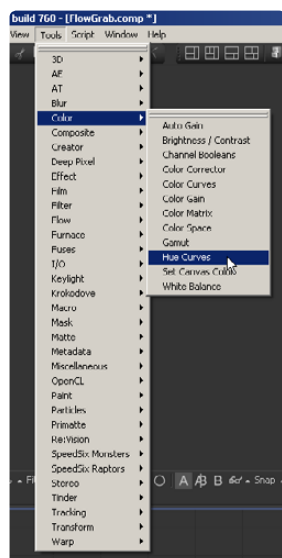 build 760 - [FlowGrab.comp *]
View Tools Script Window Help
3D
AE
AT
Blur
Color
Composite
Creator
Deep Pixel
Effect
Film
Filter
Flow
Furnace
Fuses
I/O
Keylight
Krokodove
Macro
Mask
Matte
Metadata
Miscellaneous
OpenCL
Paint
Particles
Primatte
Re:Vision
SpeedSix Monsters
SpeedSix Raptors
Stereo
Tinder
Tracking
Transform
Warp
Auto Gain
Brightness / Contrast
Channel Booleans
Color Corrector
Color Curves
Color Gain
Color Matrix
Color Space
Gamut
Hue Curves
Set Canvas Color
White Balance
A B Snap